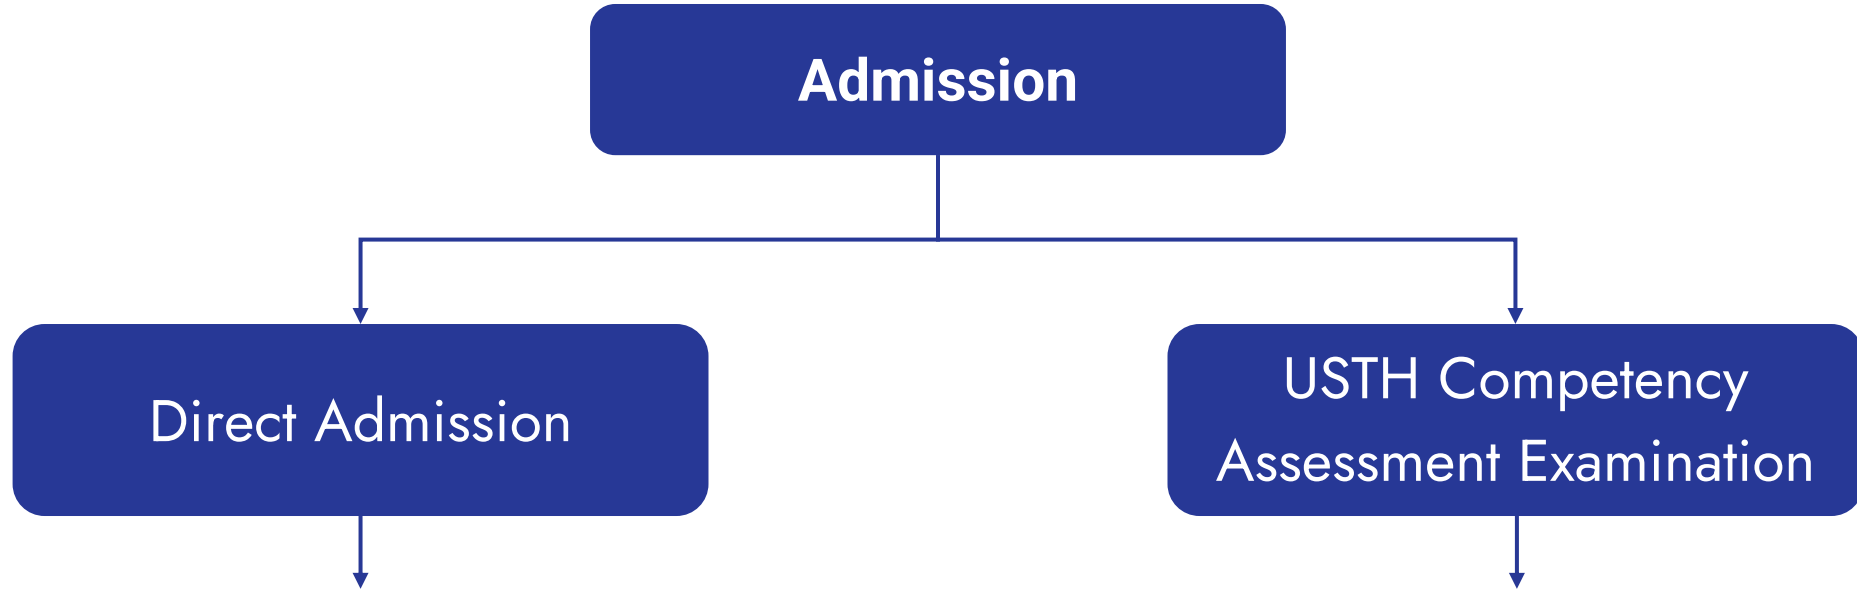 Admission
Direct Admission
USTH Competency
Assessment Examination